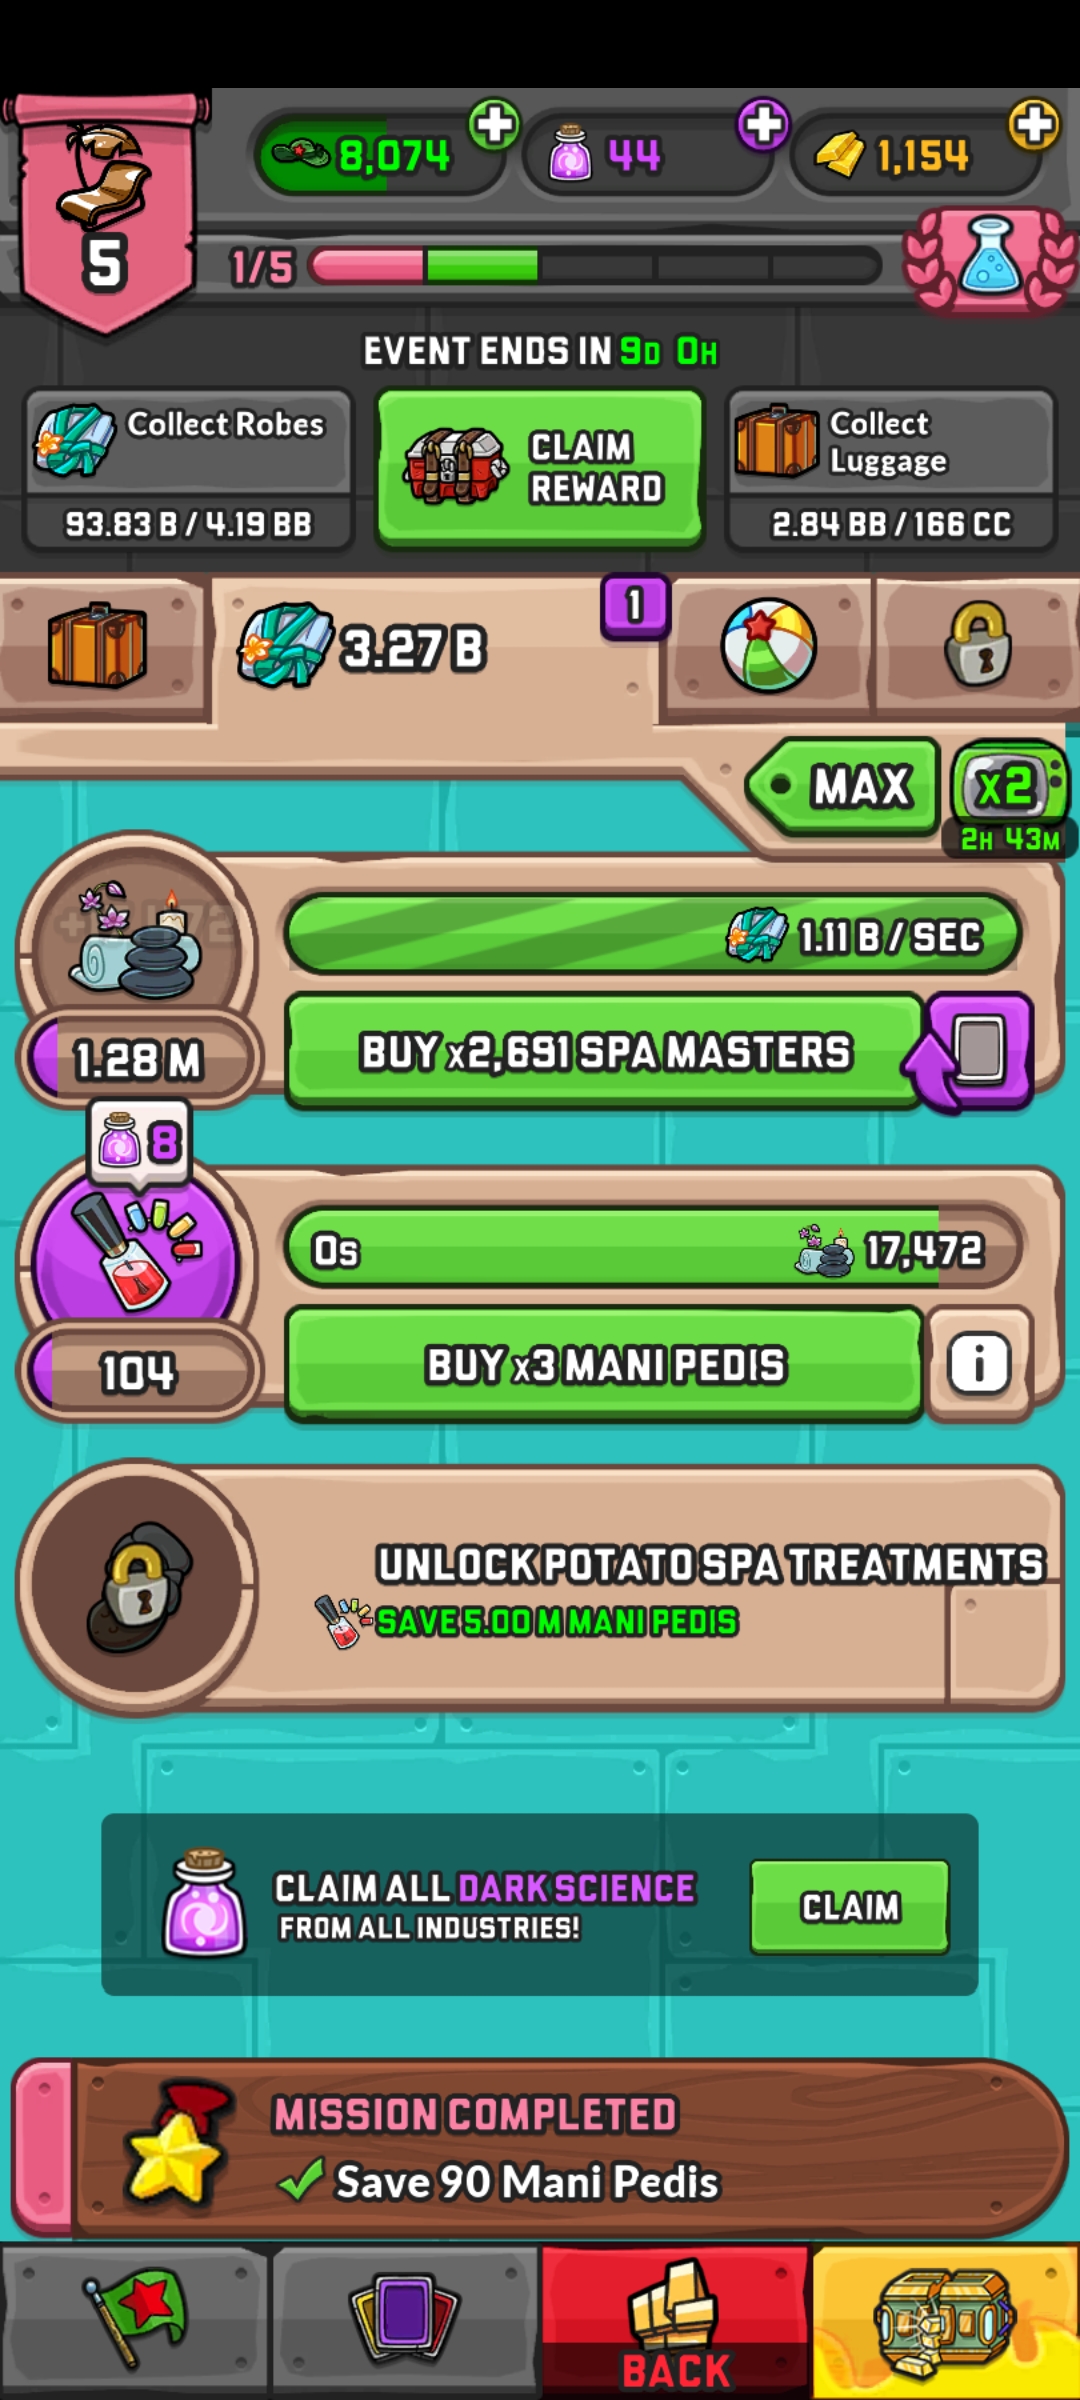 8,074
44
1,154
5
1/5
EVENT ENDS IN 9D 0H
Collect Robes
93.83 B / 4.19 BB
CLAIM
REWARD
Collect
Luggage
2.84 BB / 166 CC
3.27 B
1
MAX
x2
2H 43M
1.11 B / SEC
1.28 M
BUY x2,691 SPA MASTERS
8
0s
17,472
104
BUY x3 MANI PEDIS
i
UNLOCK POTATO SPA TREATMENTS
SAVE 5.00 M MANI PEDIS
CLAIM ALL DARK SCIENCE
FROM ALL INDUSTRIES!
CLAIM
MISSION COMPLETED
Save 90 Mani Pedis
BACK